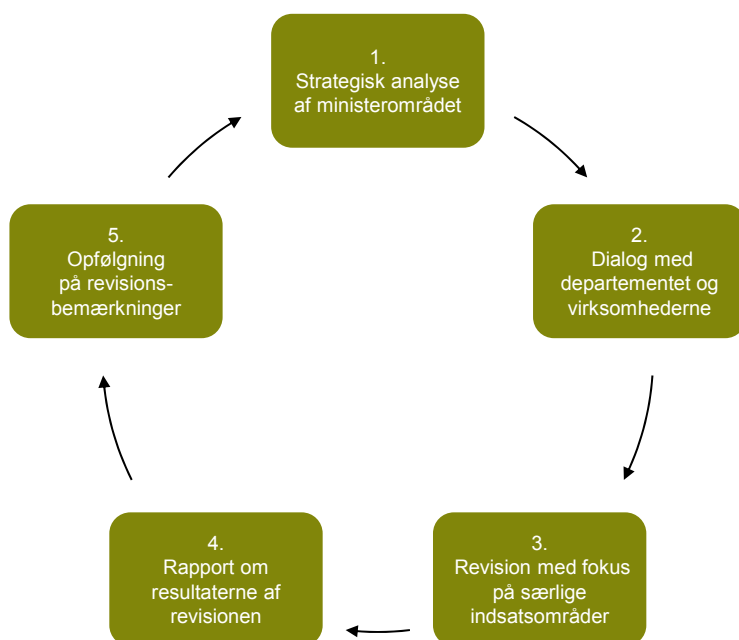 1.
Strategisk analyse
af ministerområdet
2.
Dialog med
departementet og
virksomhederne
3.
Revision med fokus
på særlige
indsatsområder
4.
Rapport om
resultaterne af
revisionen
5.
Opfølgning
på revisions-
bemærkninger